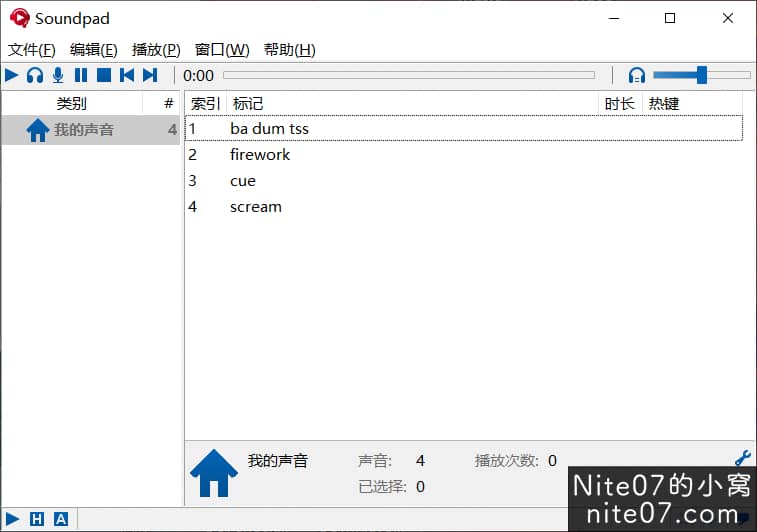 Soundpad
文件(F) 编辑(E) 播放(P) 窗口(W) 帮助(H)
0:00
类别 # 索引 标记 时长 热键
我的声音 4
1 ba dum tss
2 firework
3 cue
4 scream
我的声音 声音: 4 播放次数: 0
已选择: 0
Nite07的小窝
nite07.com
H A